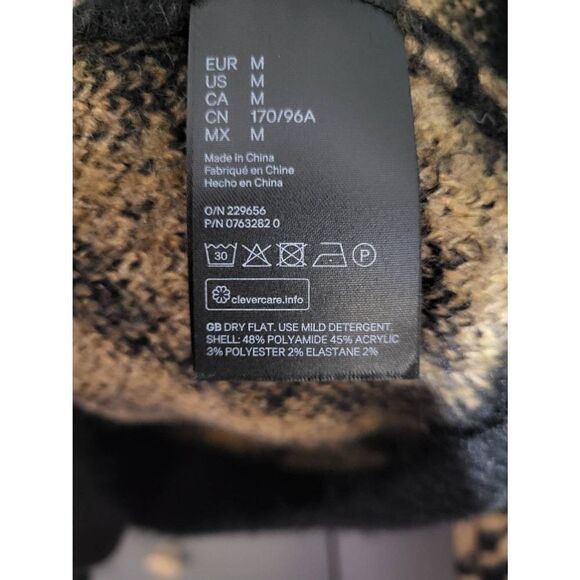 EUR M
US M
CA M
CN 170/96A
MX M
Made in China
Fabriqué en Chine
Hecho en China
O/N 229656
P/N 0763282 0
30 P
clevercare.info
GB DRY FLAT. USE MILD DETERGENT.
SHELL: 48% POLYAMIDE 45% ACRYLIC
3% POLYESTER 2% ELASTANE 2%